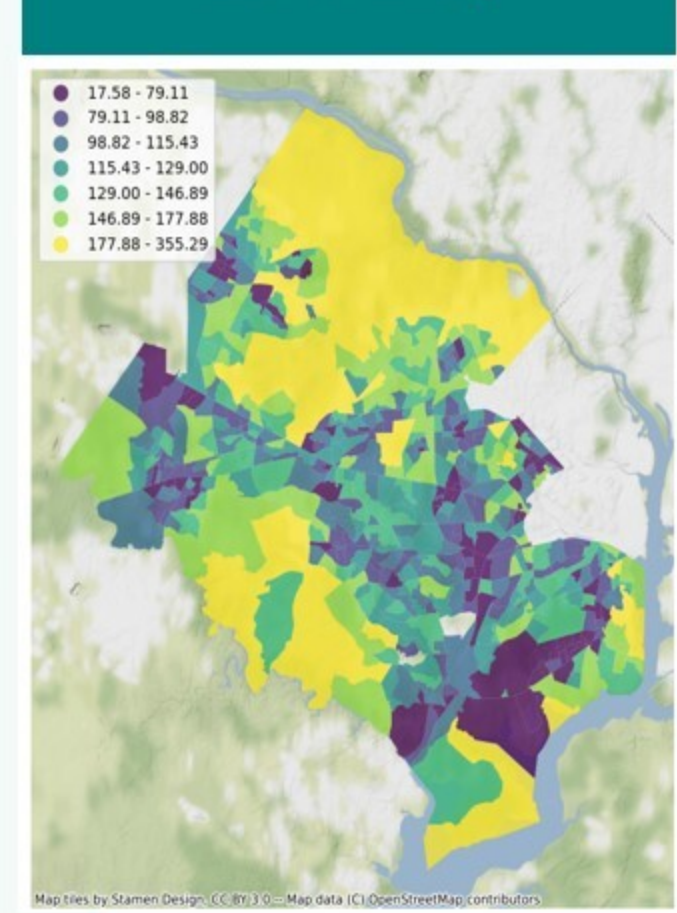 17.58 - 79.11
79.11 - 98.82
98.82 - 115.43
115.43 - 129.00
129.00 - 146.89
146.89 - 177.88
177.88 - 355.29
Map tiles by Stamen Design, CC BY 3.0 -- Map data (C) OpenStreetMap contributors